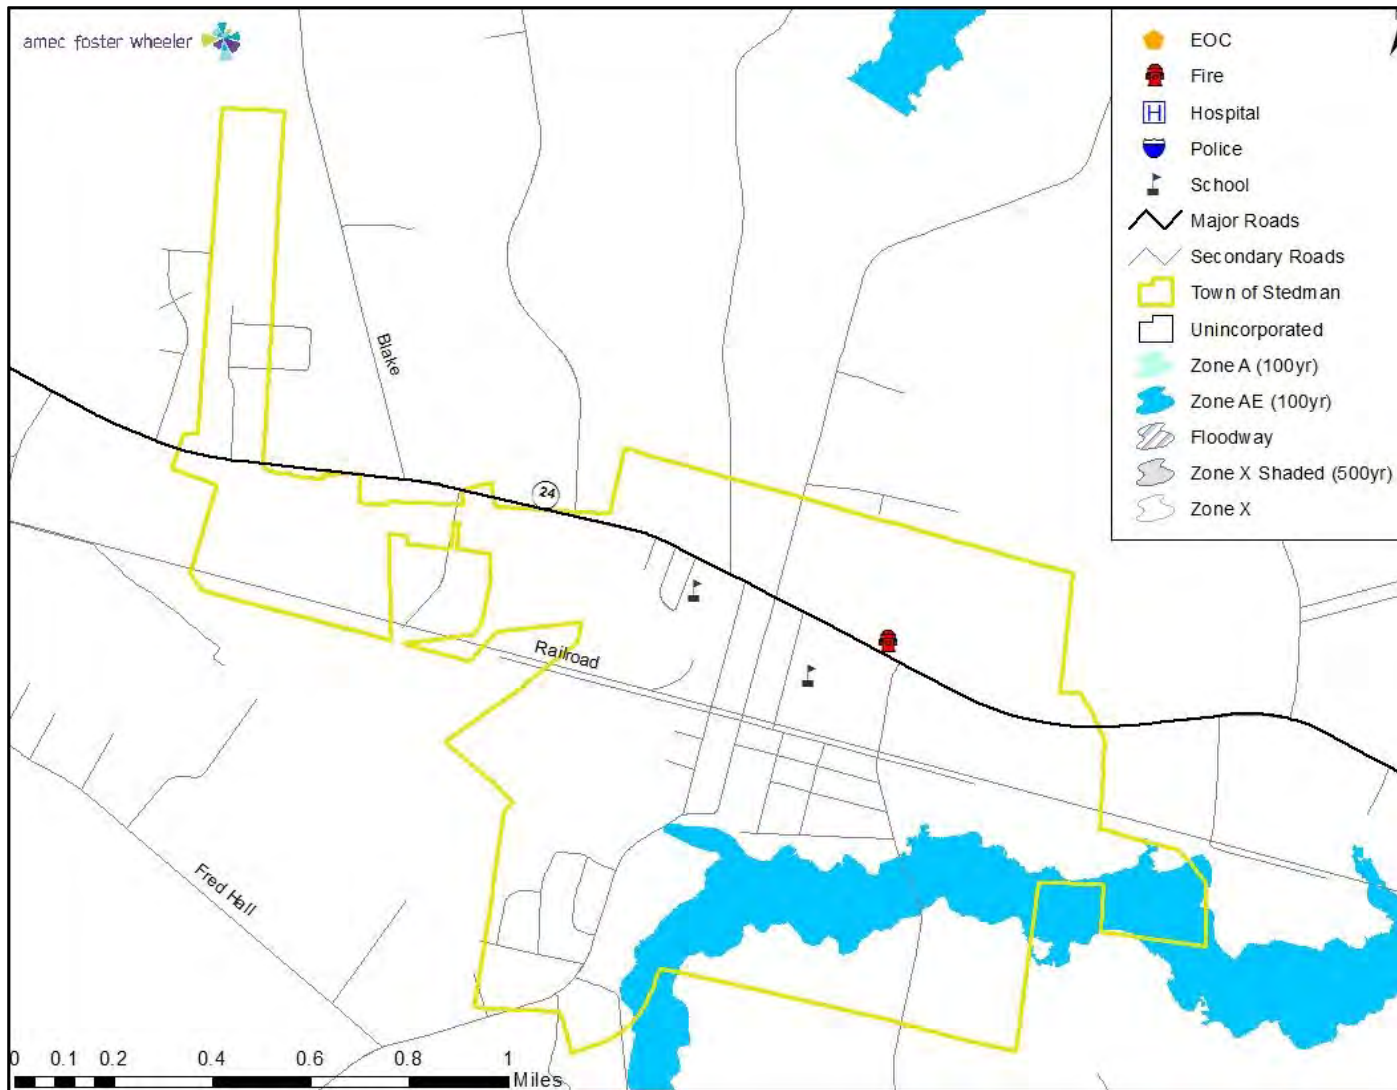 amec foster wheeler
EOC
Fire
H Hospital
Police
School
Major Roads
Secondary Roads
Town of Stedman
Unincorporated
Zone A (100yr)
Zone AE (100yr)
Floodway
Zone X Shaded (500yr)
Zone X
Blake
24
Railroad
Fred Hall
0 0.1 0.2 0.4 0.6 0.8 1
Miles